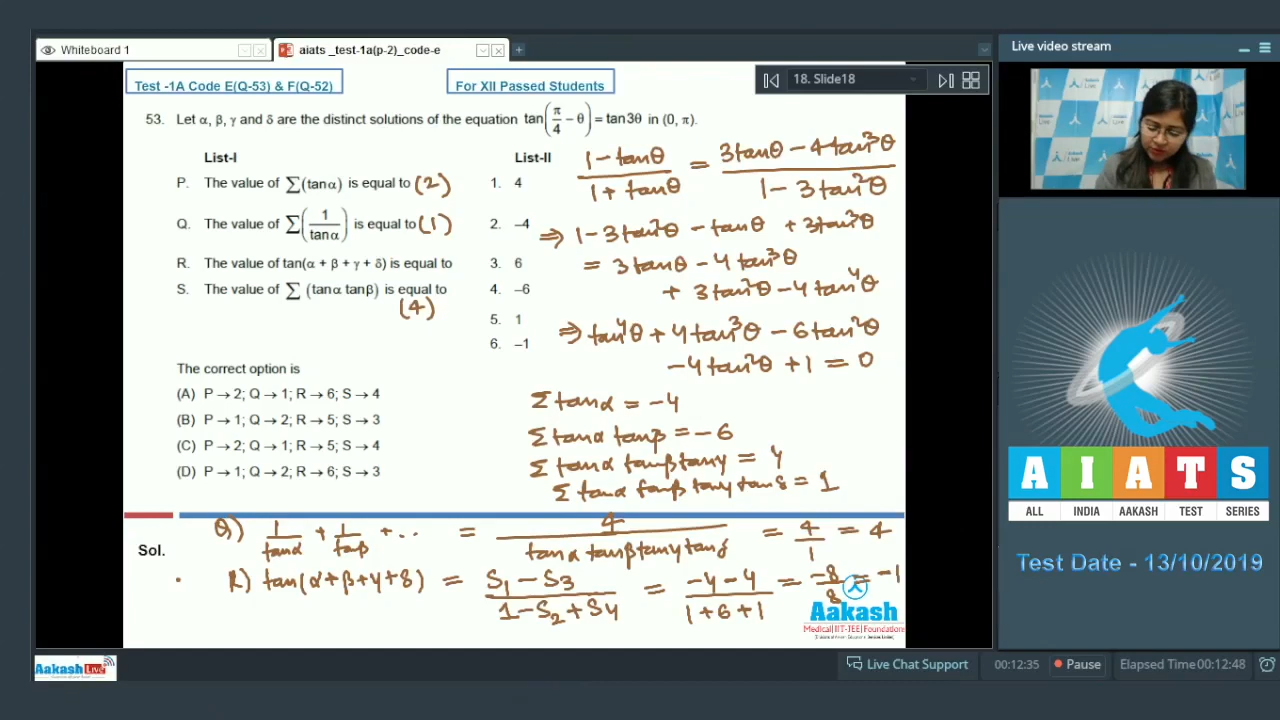 Whiteboard 1
aiats _test-1a(p-2)_code-e
Live video stream
Test -1A Code E(Q-53) & F(Q-52)
For XII Passed Students
18. Slide18
53. Let α, β, γ and δ are the distinct solutions of the equation tan(π/4 − θ) = tan3θ in (0, π).
List-I List-II
P. The value of ∑(tanα) is equal to (2) 1. 4
Q. The value of ∑(1/tanα) is equal to (1) 2. –4
R. The value of tan(α + β + γ + δ) is equal to 3. 6
S. The value of ∑ (tanα tanβ) is equal to 4. –6
(4)
5. 1
6. –1
The correct option is
(A) P → 2; Q → 1; R → 6; S → 4
(B) P → 1; Q → 2; R → 5; S → 3
(C) P → 2; Q → 1; R → 5; S → 4
(D) P → 1; Q → 2; R → 6; S → 3
(1 − tanθ)/(1 + tanθ) = (3tanθ − 4tan³θ)/(1 − 3tan²θ)
⇒ 1 − 3tan²θ − tanθ + 3tan³θ
= 3tanθ − 4tan³θ
+ 3tan²θ − 4tan⁴θ
⇒ tan⁴θ + 4tan³θ − 6tan²θ
− 4tan²θ + 1 = 0
Σ tanα = −4
Σ tanα tanβ = −6
Σ tanα tanβ tanγ = 4
Σ tanα tanβ tanγ tanδ = 1
Sol.
Q) 1/tanα + 1/tanβ + .. = 4/(tanα tanβ tanγ tanδ) = 4/1 = 4
R) tan(α+β+γ+δ) = (S₁ − S₃)/(1 − S₂ + S₄) = (−4 − 4)/(1 + 6 + 1) = −8/8 = −1
Aakash
Medical|IIT-JEE|Foundations
AIATS
ALL INDIA AAKASH TEST SERIES
Test Date - 13/10/2019
Aakash Live
Live Chat Support
00:12:35
Pause
Elapsed Time 00:12:48